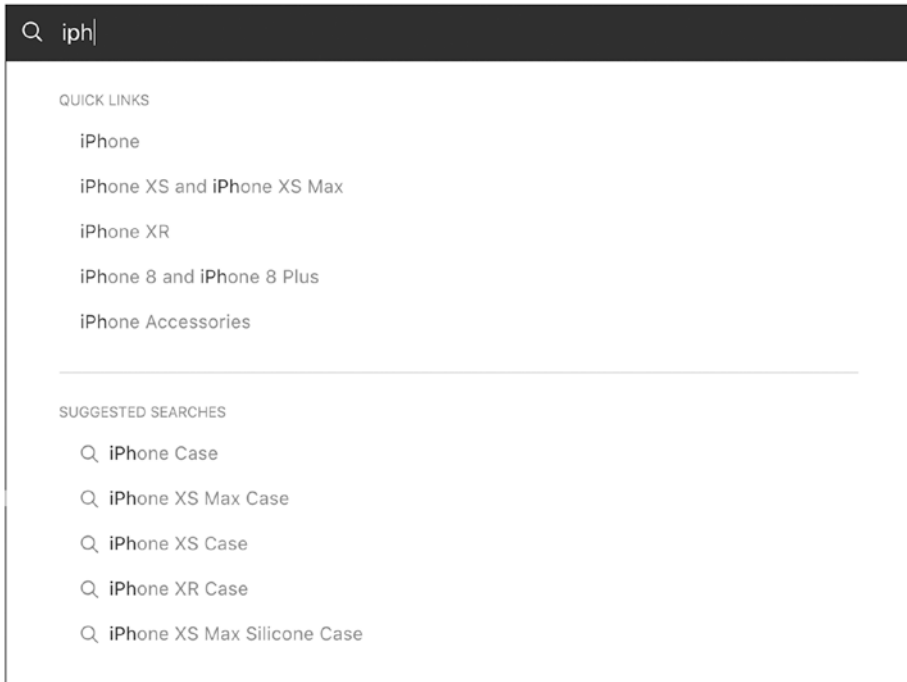 iph
QUICK LINKS
iPhone
iPhone XS and iPhone XS Max
iPhone XR
iPhone 8 and iPhone 8 Plus
iPhone Accessories
SUGGESTED SEARCHES
iPhone Case
iPhone XS Max Case
iPhone XS Case
iPhone XR Case
iPhone XS Max Silicone Case